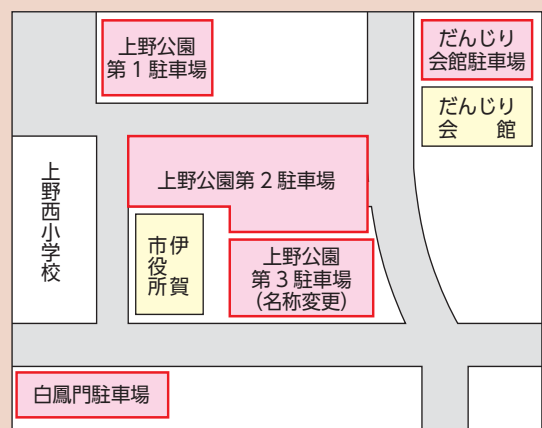 上野公園
第1駐車場
だんじり
会館駐車場
だんじり
会館
上野公園第2駐車場
上野西小学校
伊賀
市役所
上野公園
第3駐車場
(名称変更)
白鳳門駐車場